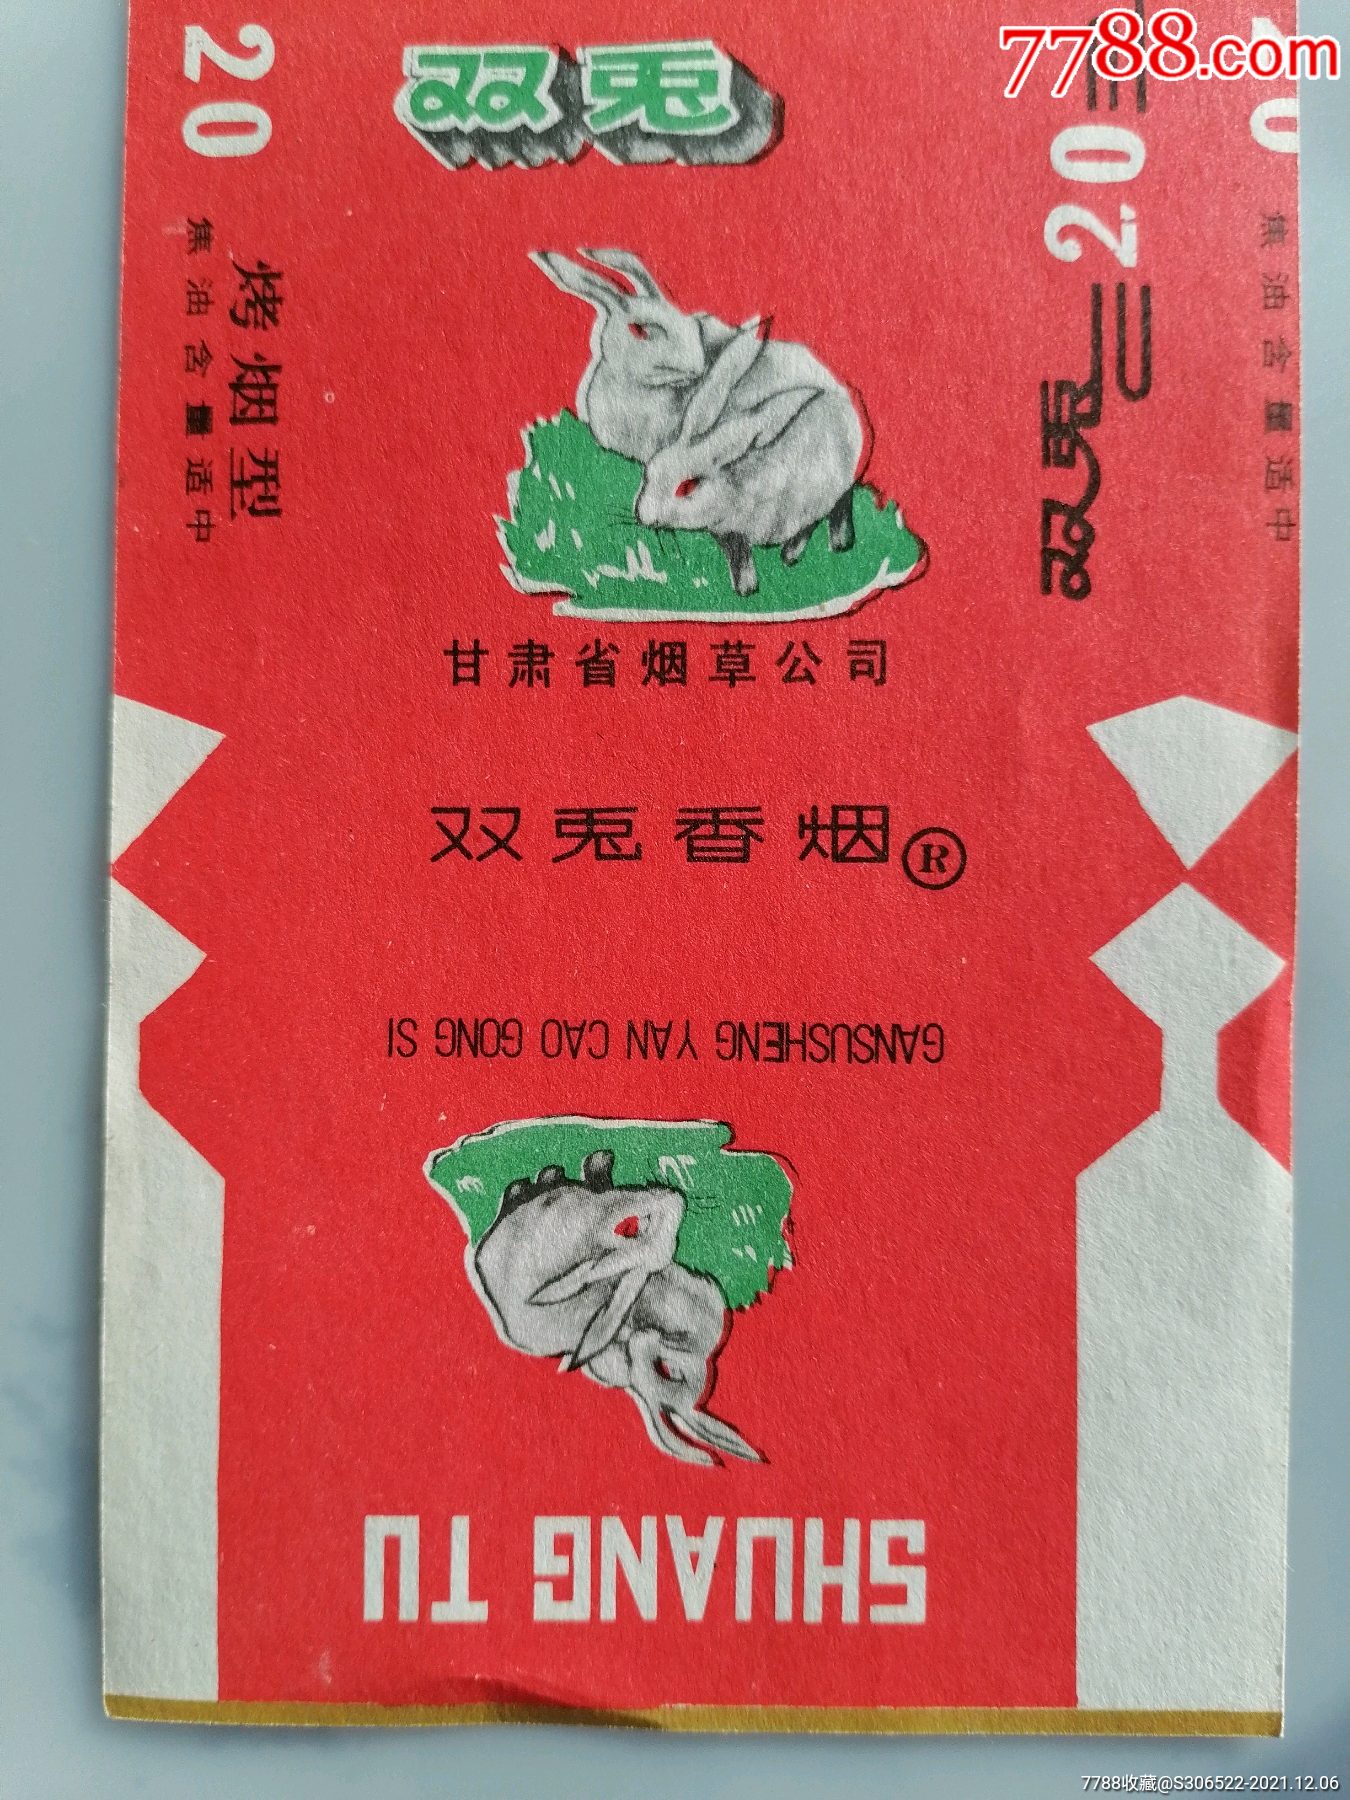 7788.com
双兔
20
烤烟型
焦油含量适中
双兔
20
20
焦油含量适中
甘肃省烟草公司
双兔香烟®
GANSUSHENG YAN CAO GONG SI
SHUANG TU
7788收藏@S306522-2021.12.06